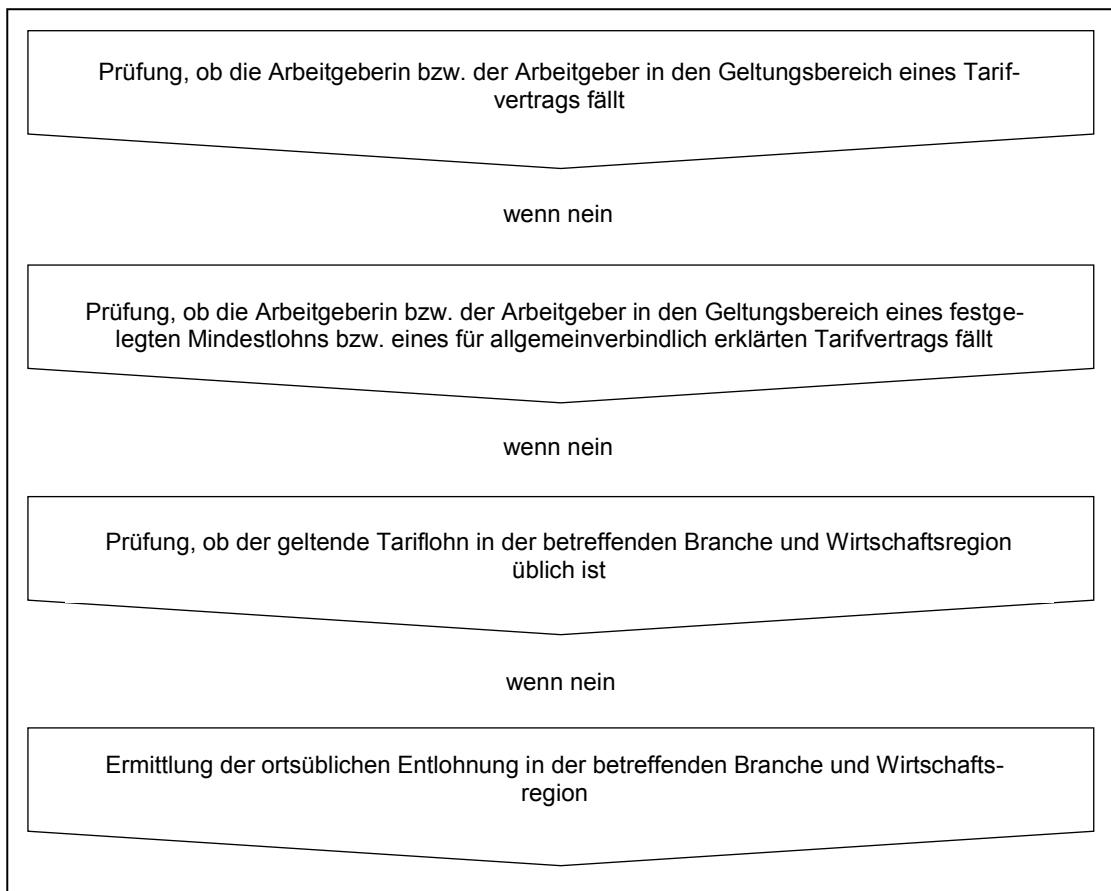 Prüfung, ob die Arbeitgeberin bzw. der Arbeitgeber in den Geltungsbereich eines Tarif-
vertrags fällt
wenn nein
Prüfung, ob die Arbeitgeberin bzw. der Arbeitgeber in den Geltungsbereich eines festge-
legten Mindestlohns bzw. eines für allgemeinverbindlich erklärten Tarifvertrags fällt
wenn nein
Prüfung, ob der geltende Tariflohn in der betreffenden Branche und Wirtschaftsregion
üblich ist
wenn nein
Ermittlung der ortsüblichen Entlohnung in der betreffenden Branche und Wirtschafts-
region